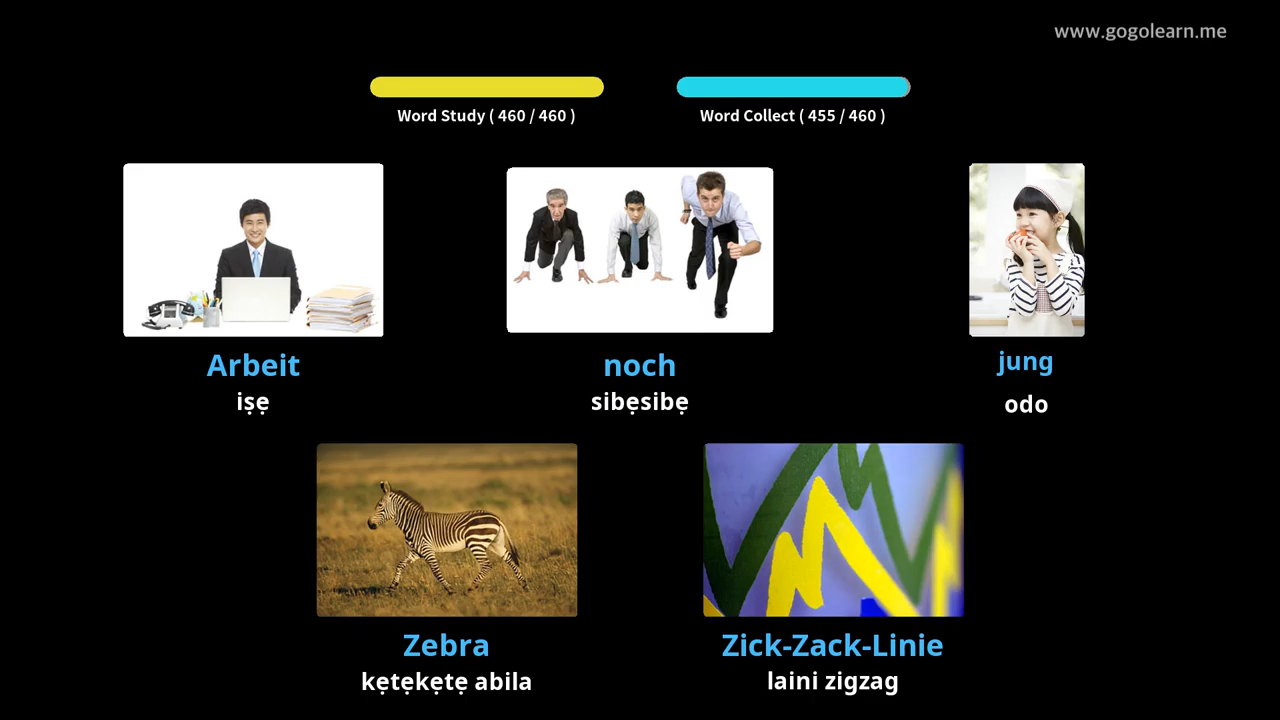 www.gogolearn.me
Word Study ( 460 / 460 )
Word Collect ( 455 / 460 )
Arbeit
iṣẹ
noch
sibẹsibẹ
jung
odo
Zebra
kẹtẹkẹtẹ abila
Zick-Zack-Linie
laini zigzag